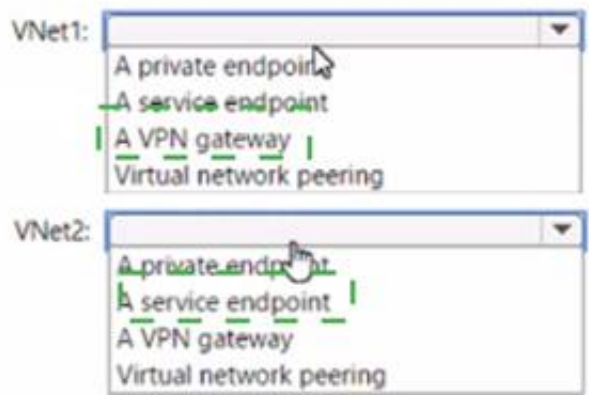 VNet1:
A private endpoint
A service endpoint
A VPN gateway
Virtual network peering
VNet2:
A private endpoint
A service endpoint
A VPN gateway
Virtual network peering